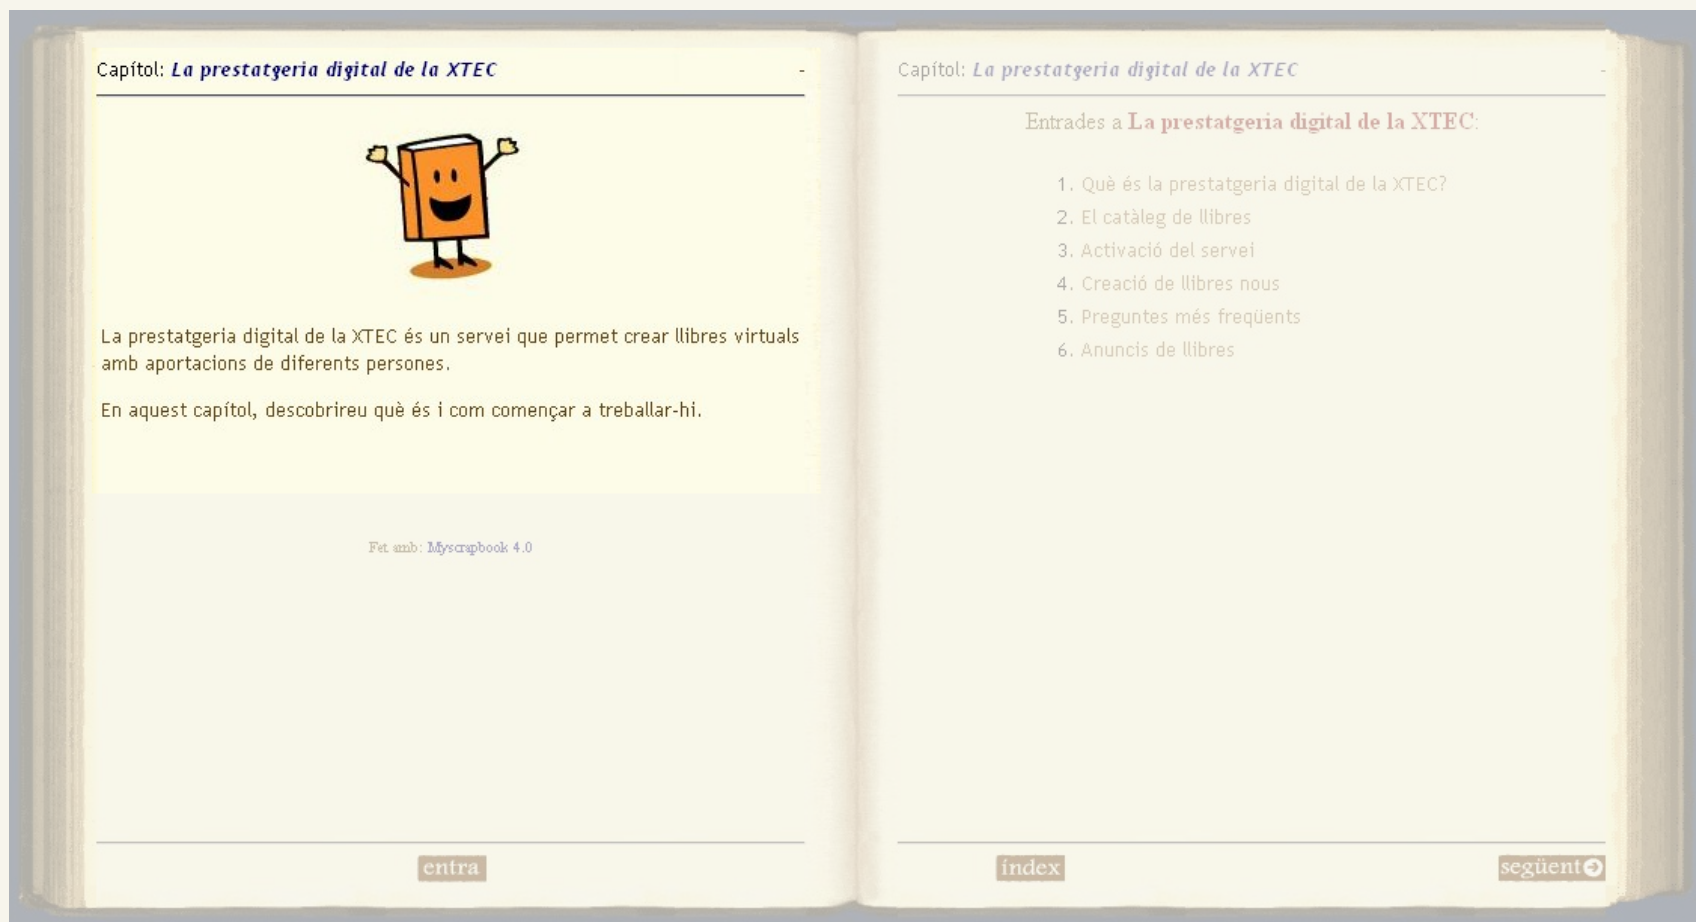 Capítol: La prestatgeria digital de la XTEC -
La prestatgeria digital de la XTEC és un servei que permet crear llibres virtuals
amb aportacions de diferents persones.
En aquest capítol, descobrireu què és i com començar a treballar-hi.
Fet amb: Myscrapbook 4.0
entra
Capítol: La prestatgeria digital de la XTEC -
Entrades a La prestatgeria digital de la XTEC:
1. Què és la prestatgeria digital de la XTEC?
2. El catàleg de llibres
3. Activació del servei
4. Creació de llibres nous
5. Preguntes més freqüents
6. Anuncis de llibres
índex
següent